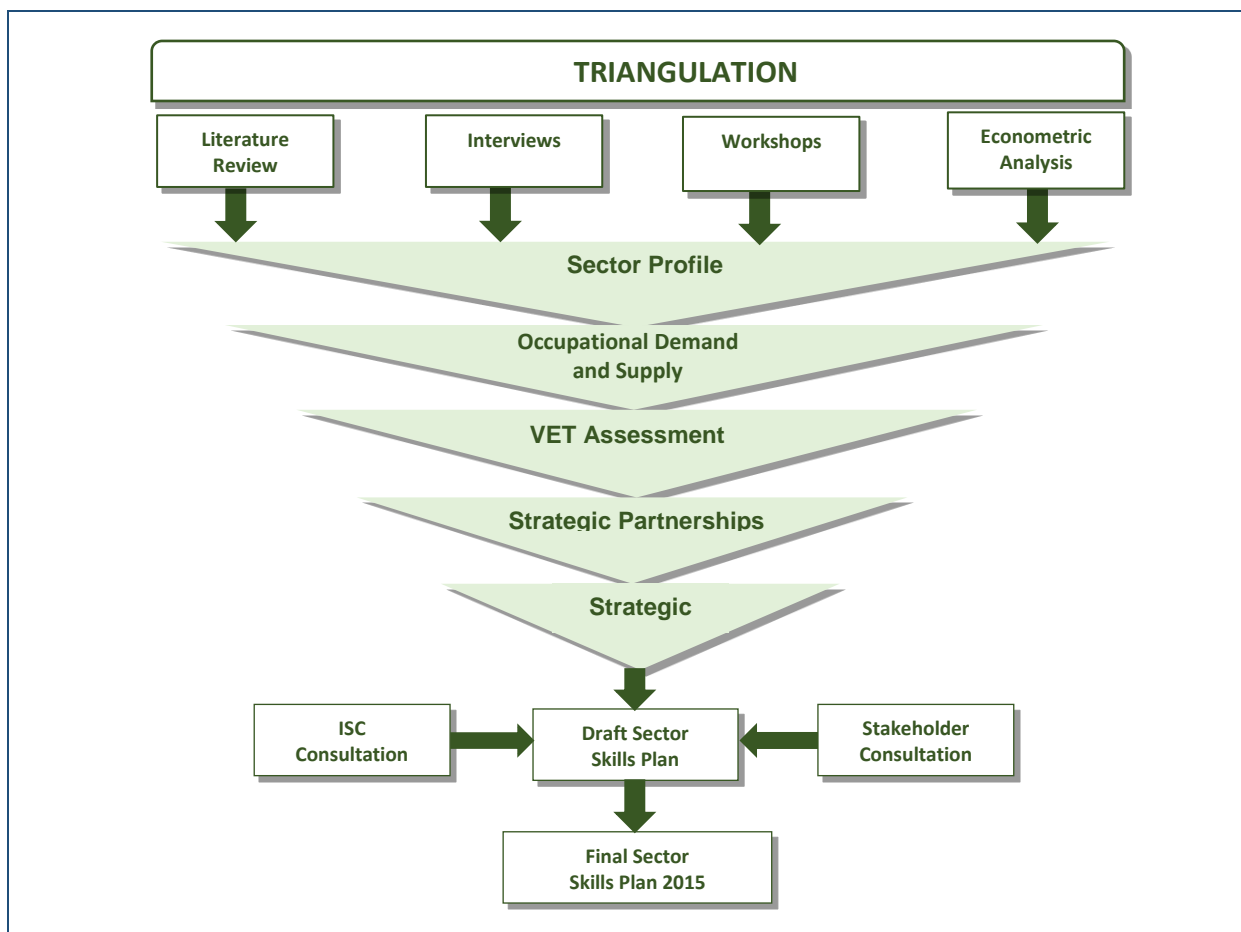 TRIANGULATION
Literature
Review
Interviews
Workshops
Econometric
Analysis
Sector Profile
Occupational Demand
and Supply
VET Assessment
Strategic Partnerships
Strategic
ISC
Consultation
Draft Sector
Skills Plan
Stakeholder
Consultation
Final Sector
Skills Plan 2015